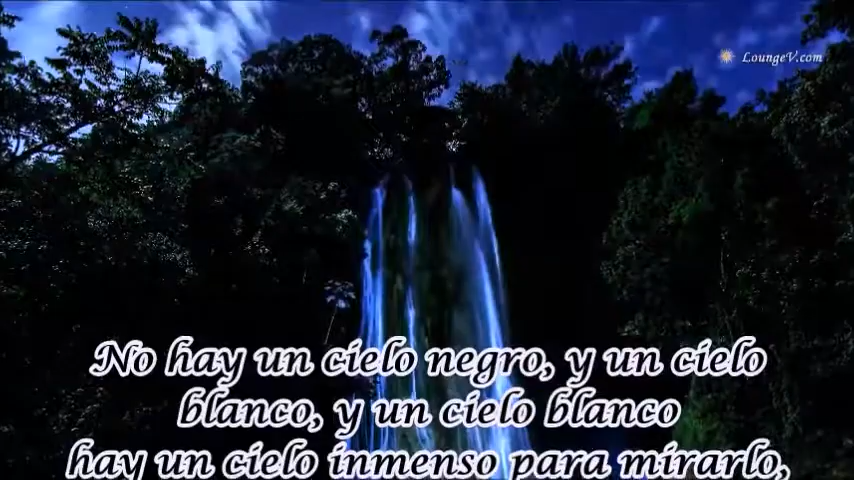 LoungeV.com
No hay un cielo negro, y un cielo
blanco, y un cielo blanco
hay un cielo inmenso para mirarlo,